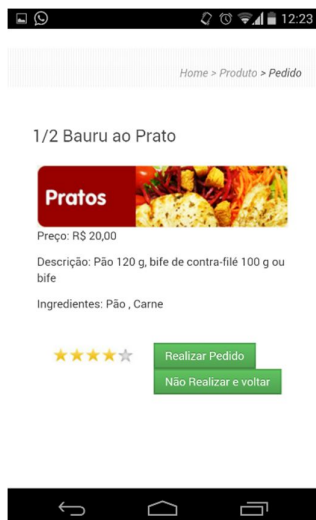 12:23
Home > Produto > Pedido
1/2 Bauru ao Prato
Pratos
Preço: R$ 20,00
Descrição: Pão 120 g, bife de contra-filé 100 g ou
bife
Ingredientes: Pão , Carne
Realizar Pedido
Não Realizar e voltar